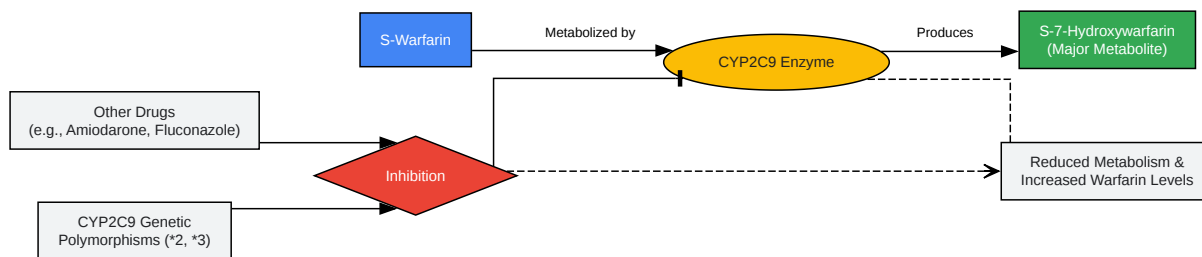 S-Warfarin
Metabolized by
CYP2C9 Enzyme
Produces
S-7-Hydroxywarfarin
(Major Metabolite)
Other Drugs
(e.g., Amiodarone, Fluconazole)
Inhibition
Reduced Metabolism &
Increased Warfarin Levels
CYP2C9 Genetic
Polymorphisms (*2, *3)